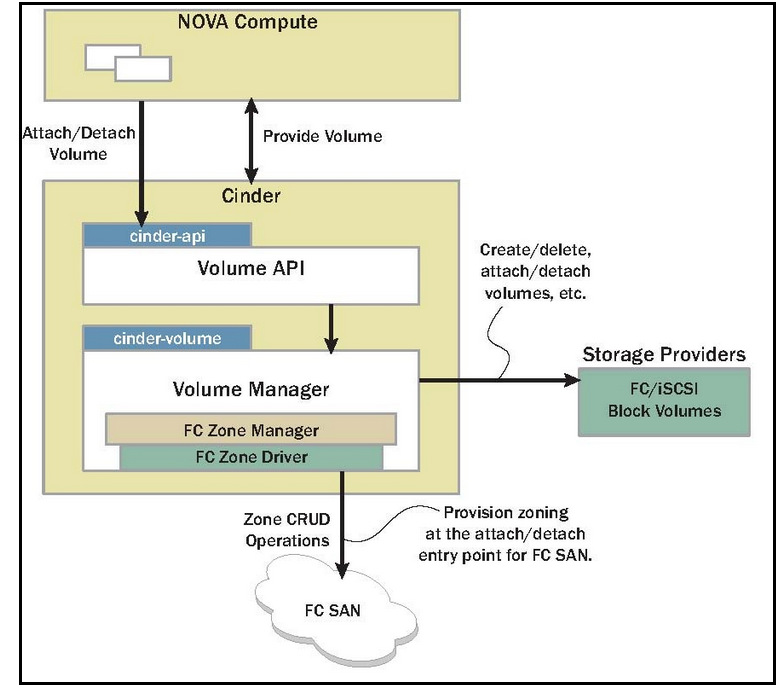 NOVA Compute
Attach/Detach
Volume
Provide Volume
Cinder
cinder-api
Volume API
Create/delete,
attach/detach
volumes, etc.
cinder-volume
Volume Manager
Storage Providers
FC/iSCSI
Block Volumes
FC Zone Manager
FC Zone Driver
Zone CRUD
Operations
Provision zoning
at the attach/detach
entry point for FC SAN.
FC SAN